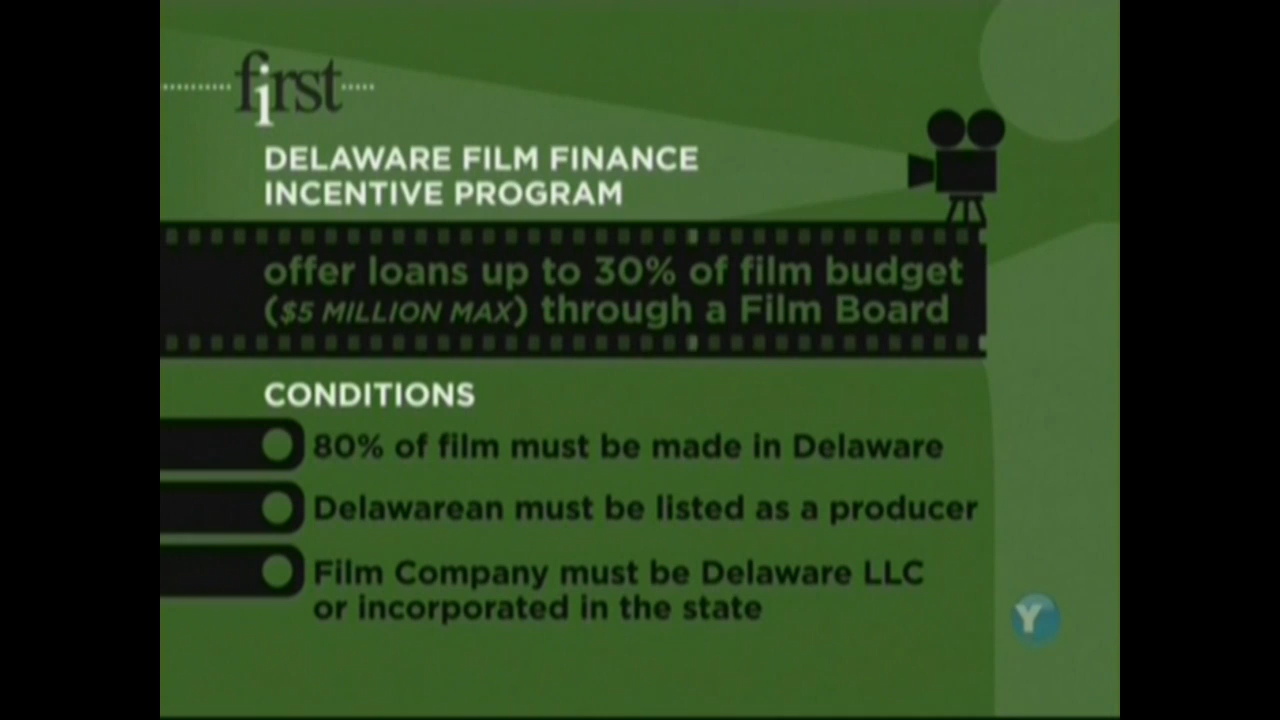 first
DELAWARE FILM FINANCE
INCENTIVE PROGRAM
offer loans up to 30% of film budget
($5 MILLION MAX) through a Film Board
CONDITIONS
80% of film must be made in Delaware
Delawarean must be listed as a producer
Film Company must be Delaware LLC
or incorporated in the state
Y